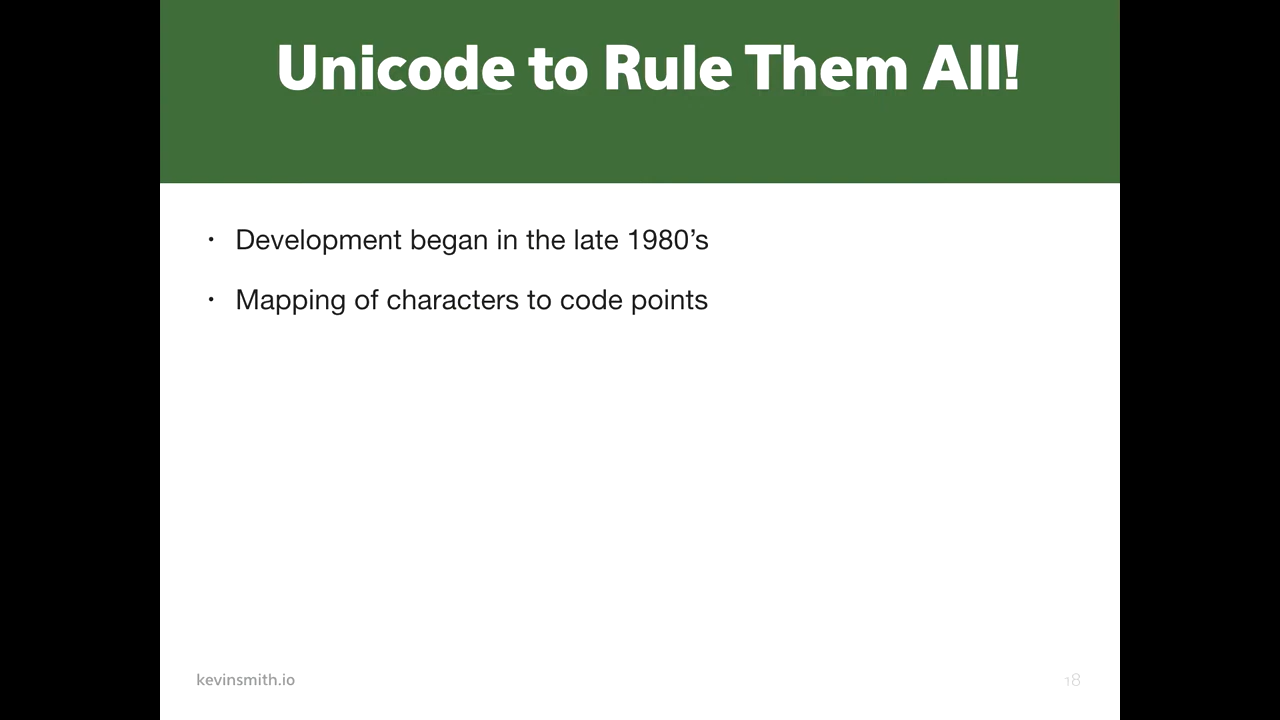 Unicode to Rule Them All!
• Development began in the late 1980’s
• Mapping of characters to code points
kevinsmith.io
18